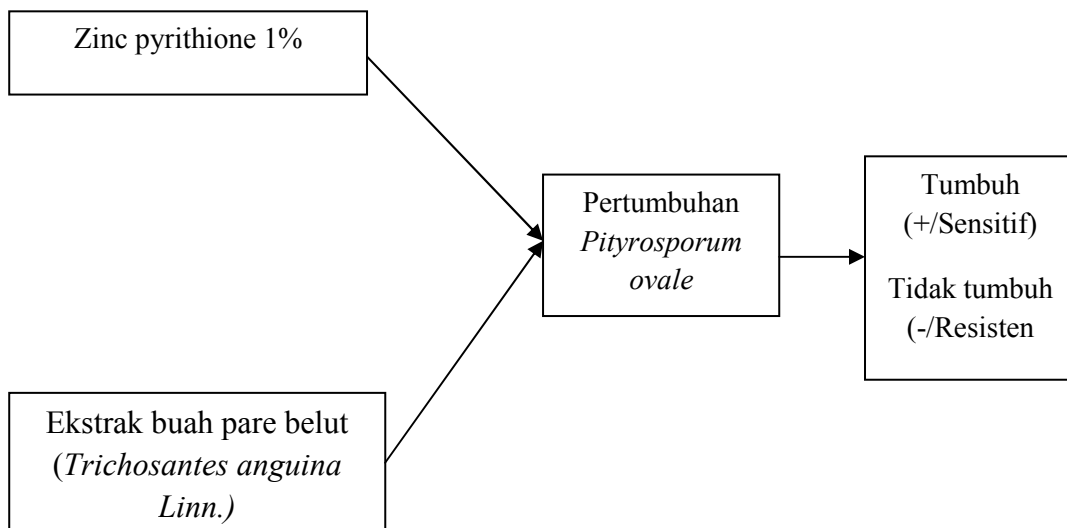 Zinc pyrithione 1%
Pertumbuhan
Pityrosporum
ovale
Tumbuh
(+/Sensitif)
Tidak tumbuh
(-/Resisten
Ekstrak buah pare belut
(Trichosantes anguina
Linn.)